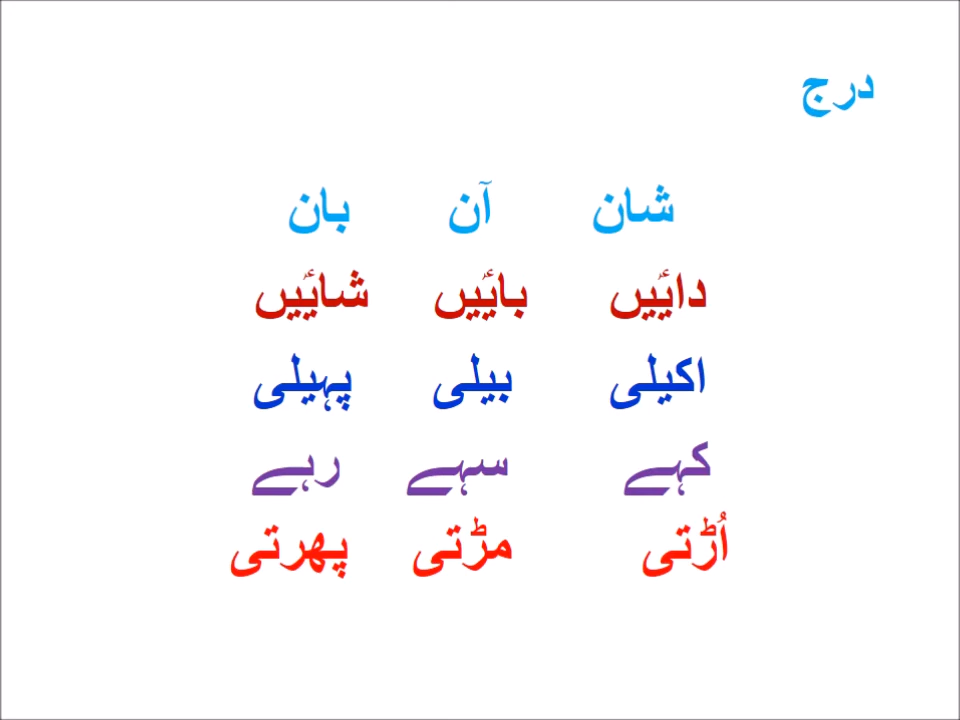 درج
شان آن بان
دائیں بائیں شائیں
اکیلی بیلی پہیلی
کہے سہے رہے
اُڑتی مڑتی پھرتی